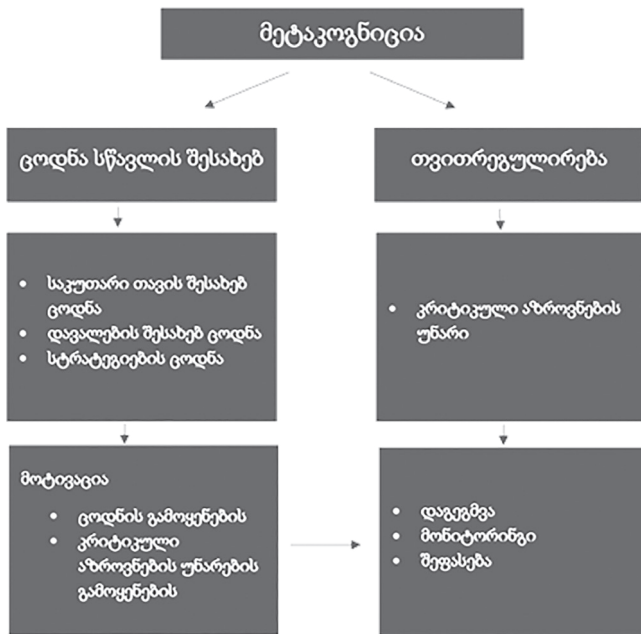 მეტაკოგნიცია
ცოდნა სწავლის შესახებ
თვითრეგულირება
• საკუთარი თავის შესახებ
ცოდნა
• დავალების შესახებ ცოდნა
• სტრატეგიების ცოდნა
• კრიტიკული აზროვნების
უნარი
მოტივაცია
• ცოდნის გამოყენების
• კრიტიკული
აზროვნების უნარების
გამოყენების
• დაგეგმვა
• მონიტორინგი
• შეფასება